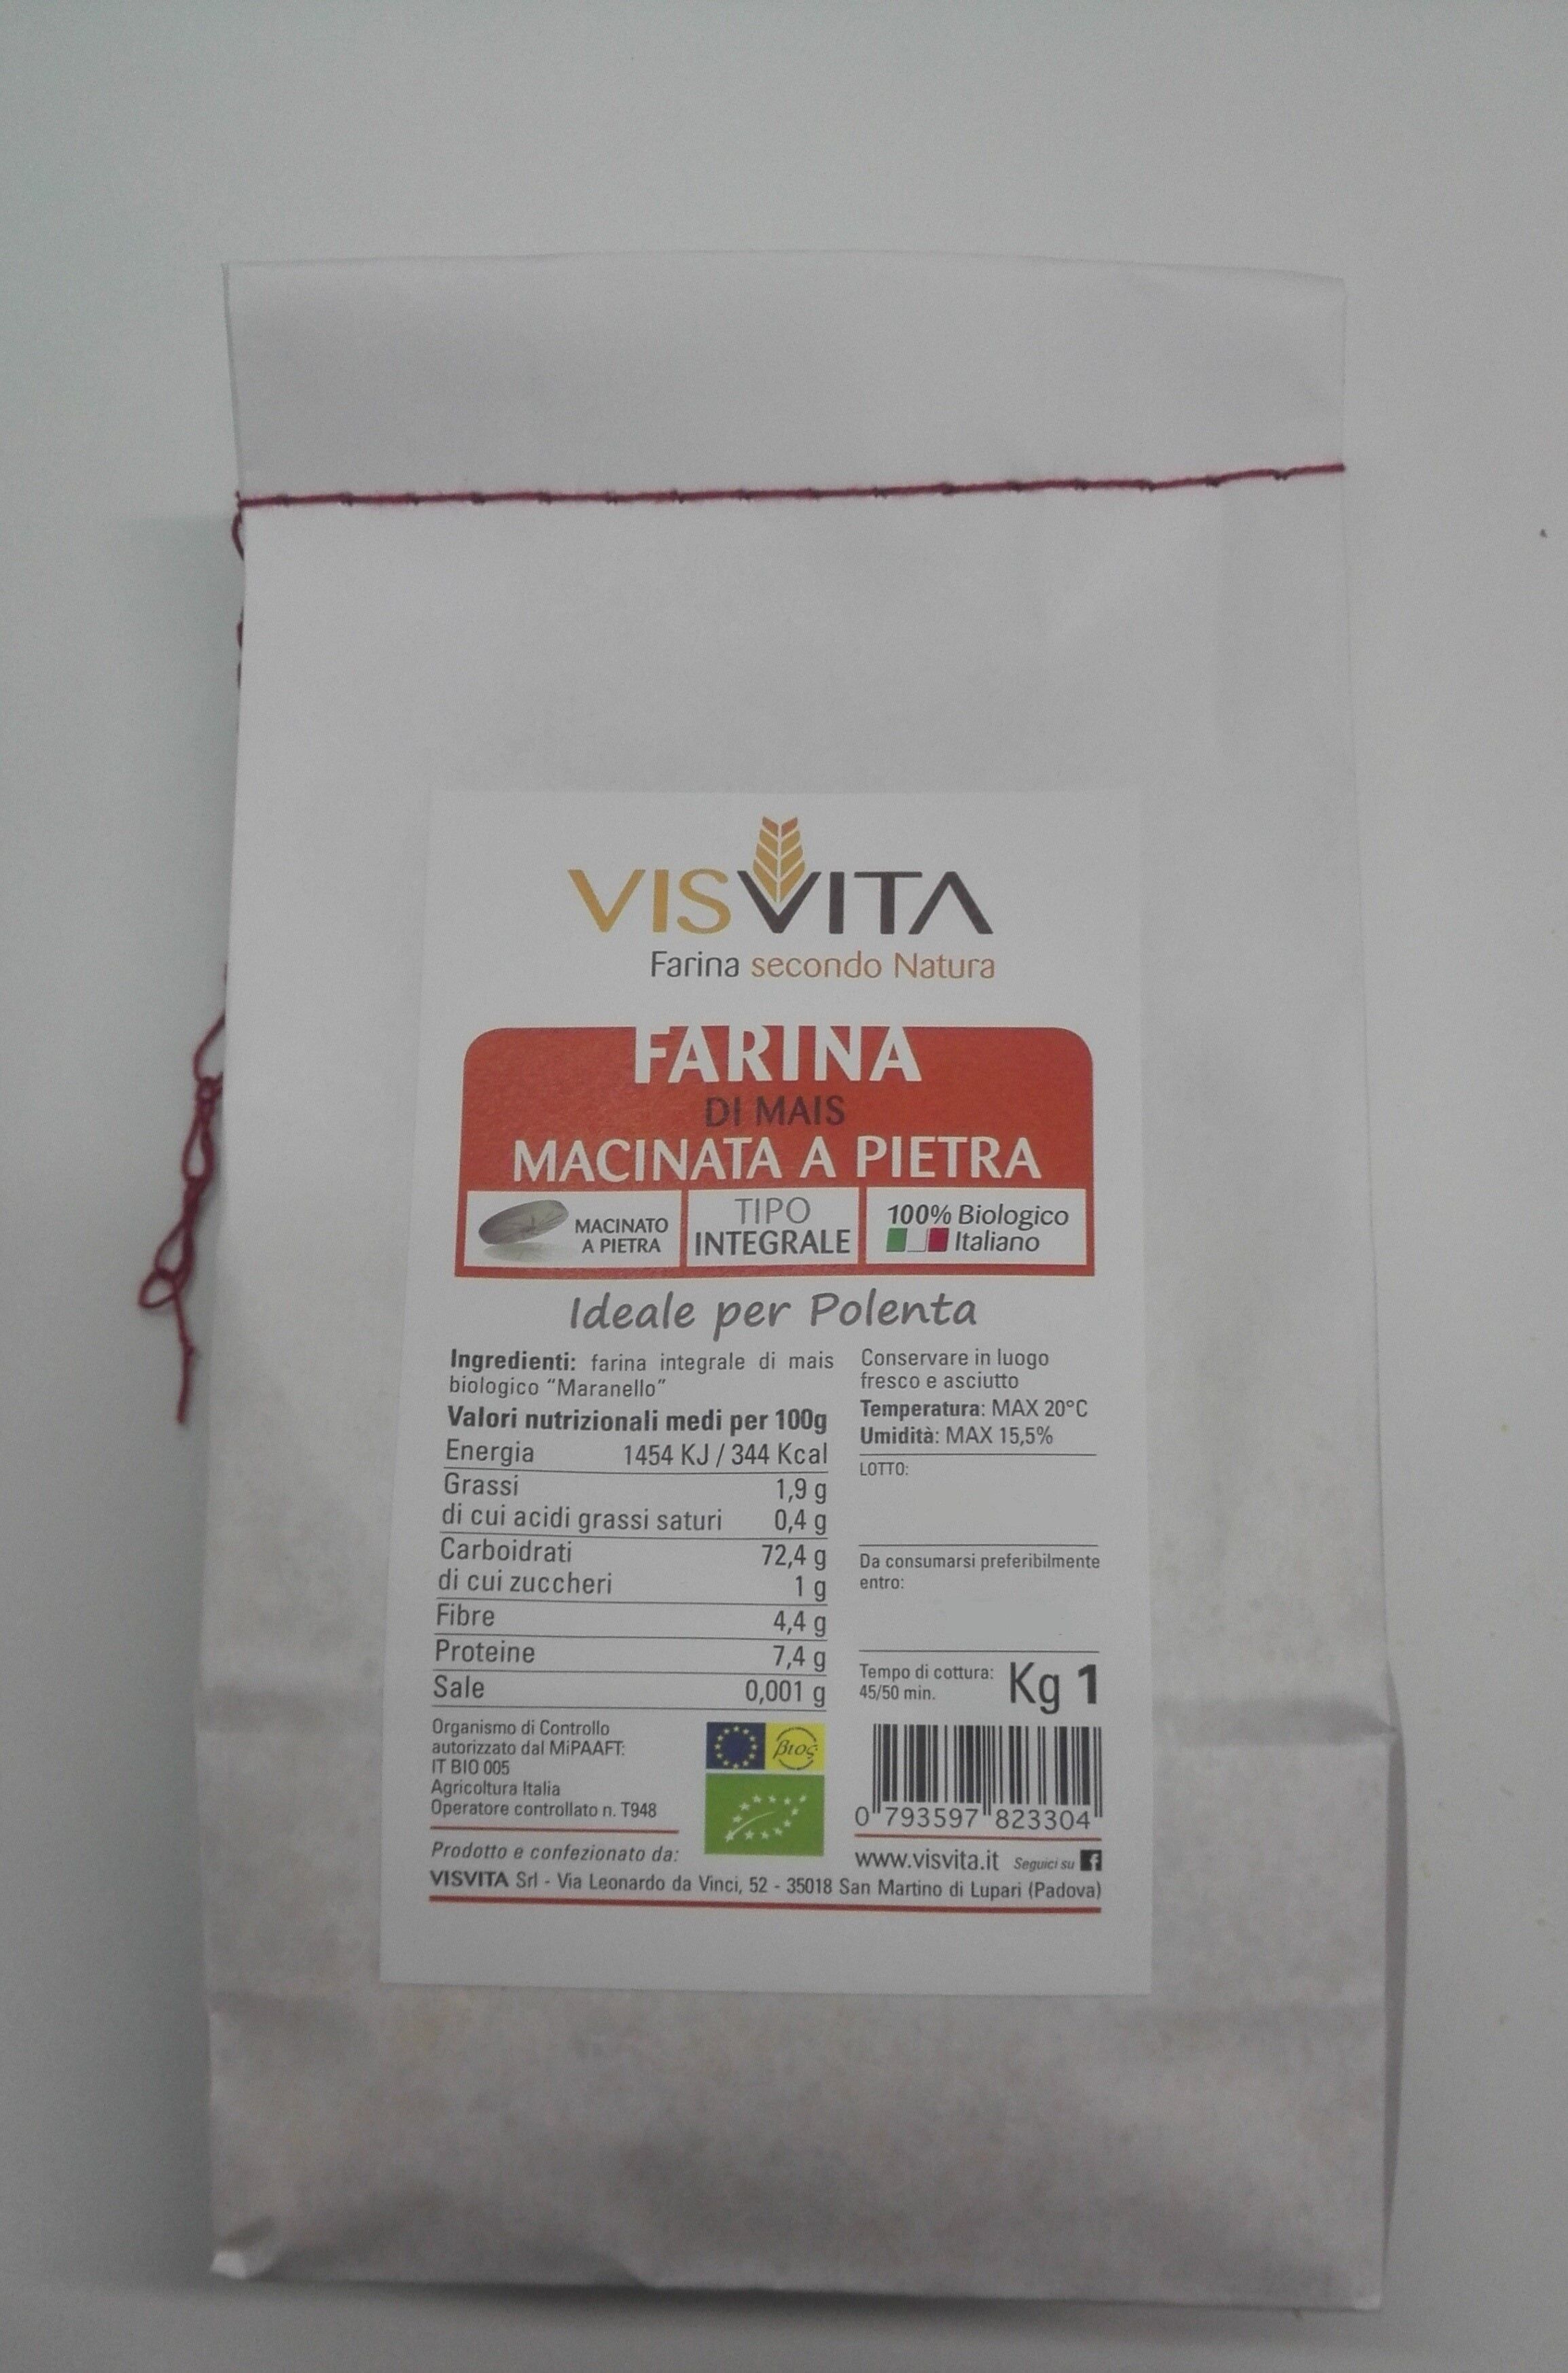 VISVITA
Farina secondo Natura
FARINA
DI MAIS
MACINATA A PIETRA
MACINATO
A PIETRA
TIPO
INTEGRALE
100% Biologico
Italiano
Ideale per Polenta
Ingredienti: farina integrale di mais
biologico “Maranello”
Valori nutrizionali medi per 100g
Energia 1454 KJ / 344 Kcal
Grassi 1,9 g
di cui acidi grassi saturi 0,4 g
Carboidrati 72,4 g
di cui zuccheri 1 g
Fibre 4,4 g
Proteine 7,4 g
Sale 0,001 g
Conservare in luogo
fresco e asciutto
Temperatura: MAX 20°C
Umidità: MAX 15,5%
LOTTO:
Da consumarsi preferibilmente
entro:
Tempo di cottura:
45/50 min.
Kg 1
Organismo di Controllo
autorizzato dal MiPAAFT:
IT BIO 005
Agricoltura Italia
Operatore controllato n. T948
βιος
0 793597 823304
Prodotto e confezionato da:
www.visvita.it Seguici su f
VISVITA Srl - Via Leonardo da Vinci, 52 - 35018 San Martino di Lupari (Padova)